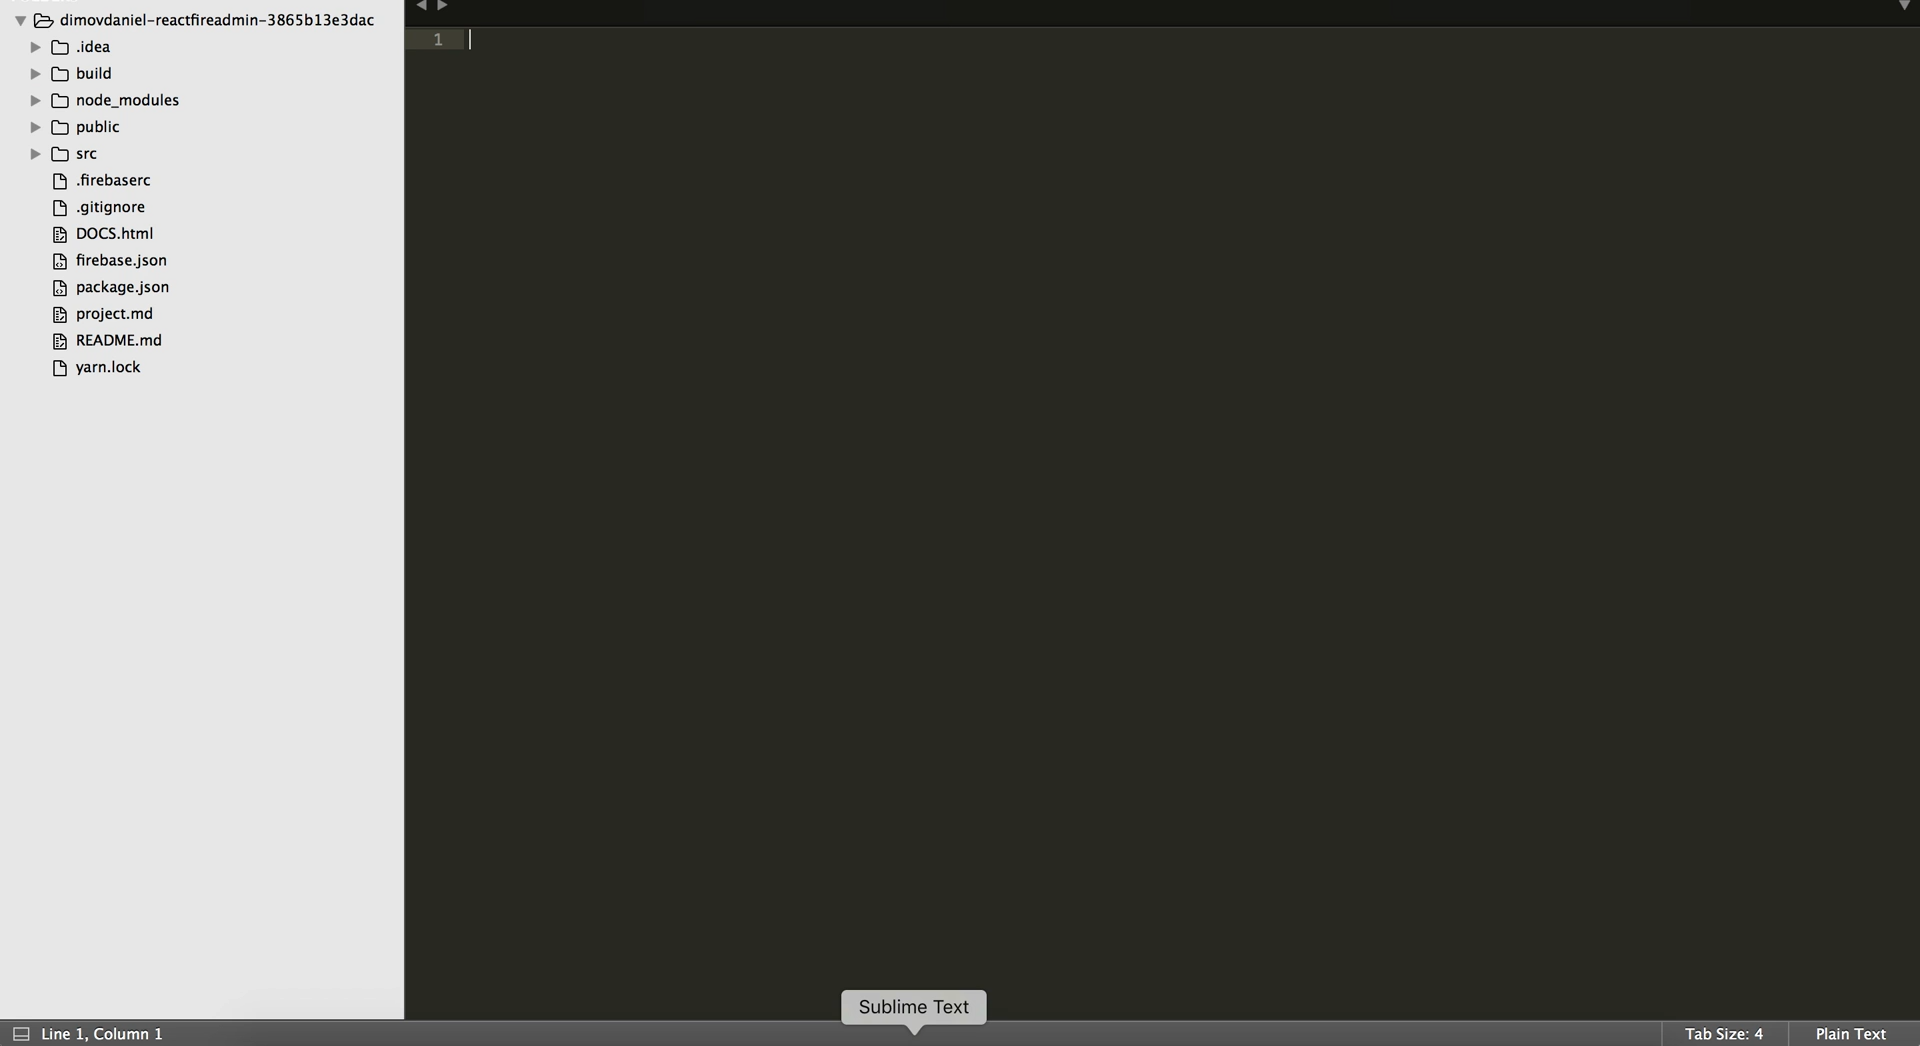 dimovdaniel-reactfireadmin-3865b13e3dac
.idea
build
node_modules
public
src
.firebaserc
.gitignore
DOCS.html
firebase.json
package.json
project.md
README.md
yarn.lock
1
Sublime Text
Line 1, Column 1
Tab Size: 4
Plain Text